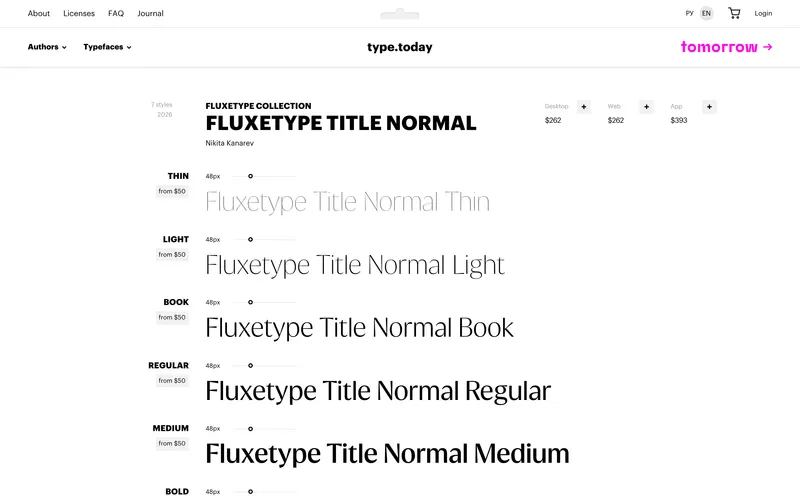 About Licenses FAQ Journal
РУ EN Login
Authors Typefaces
type.today
tomorrow →
7 styles
2026
FLUXETYPE COLLECTION
FLUXETYPE TITLE NORMAL
Nikita Kanarev
Desktop + Web + App +
$262 $262 $393
THIN 48px
from $50
Fluxetype Title Normal Thin
LIGHT 48px
from $50
Fluxetype Title Normal Light
BOOK 48px
from $50
Fluxetype Title Normal Book
REGULAR 48px
from $50
Fluxetype Title Normal Regular
MEDIUM 48px
from $50
Fluxetype Title Normal Medium
BOLD 48px